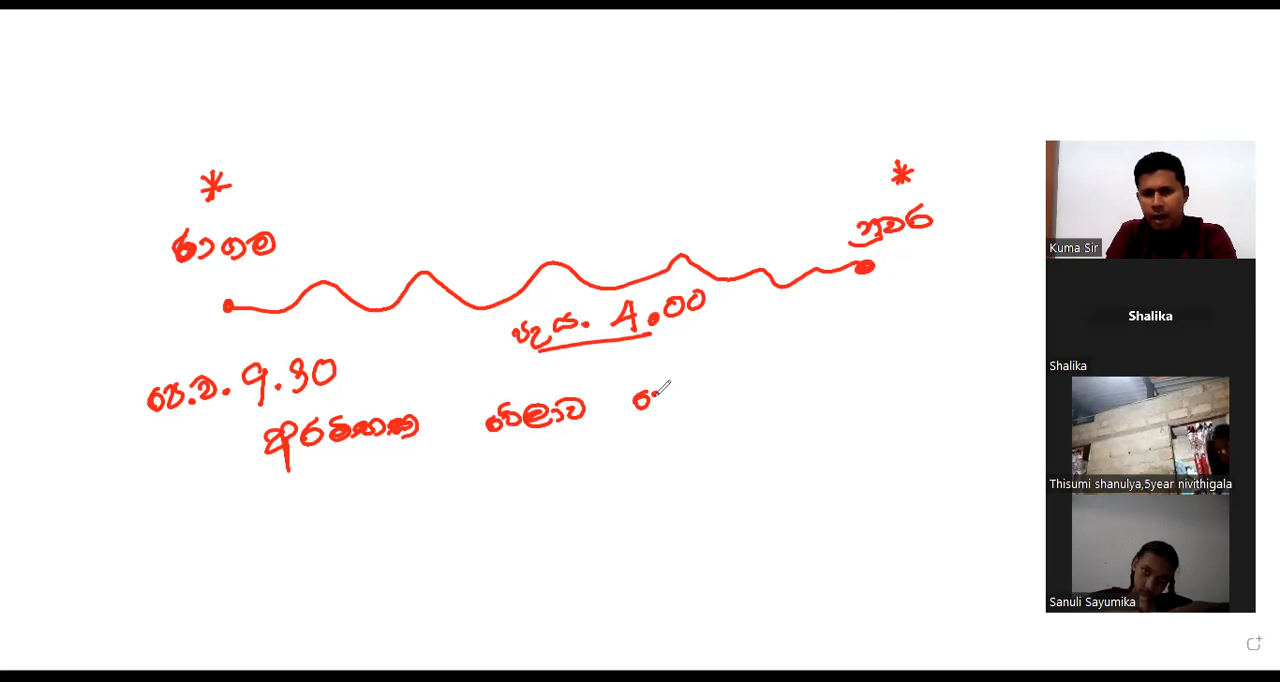 * *
රාගම නුවර
පැය. 4.00
පෙ.ව. 9.30
ආරම්භක වේලාව
Kuma Sir
Shalika
Shalika
Thisumi shanulya,5year nivithigala
Sanuli Sayumika